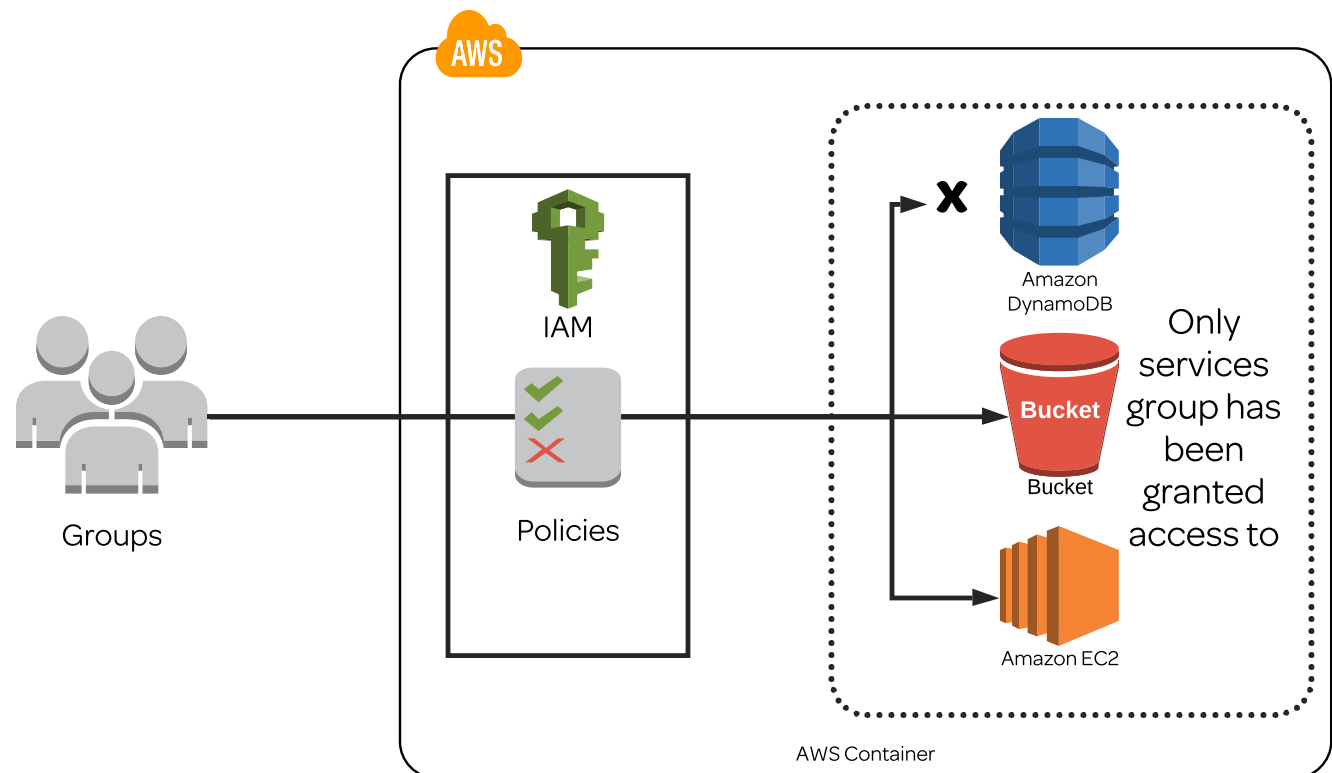 AWS
IAM
Groups
Policies
Amazon
DynamoDB
Bucket
Bucket
Amazon EC2
Only
services
group has
been
granted
access to
AWS Container